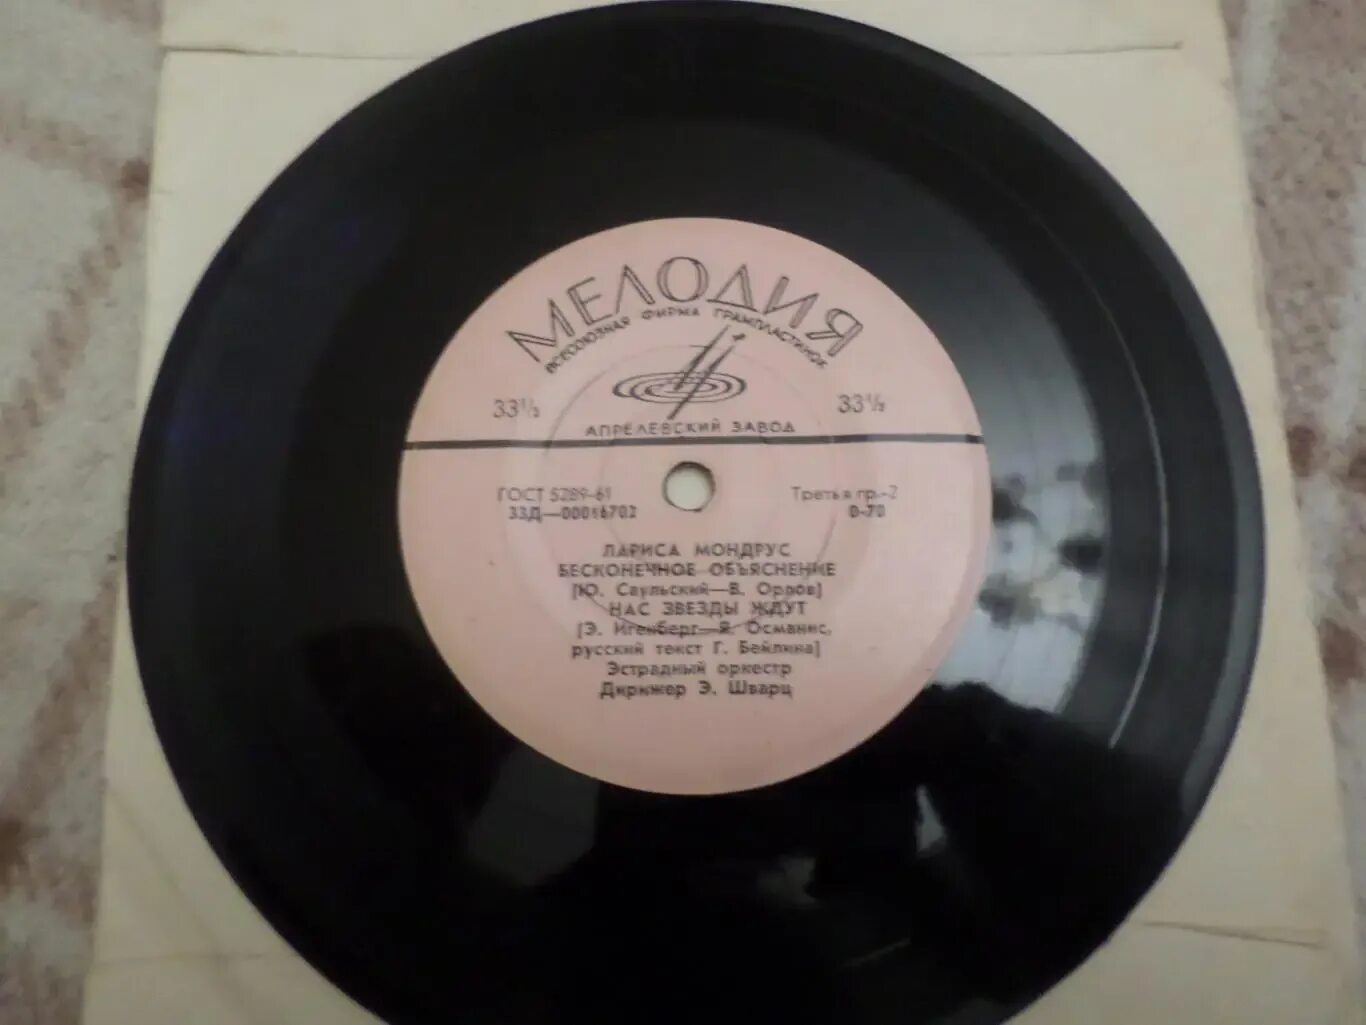 МЕЛОДИЯ
ВСЕСОЮЗНАЯ ФИРМА ГРАМПЛАСТИНОК
33⅓ 33⅓
АПРЕЛЕВСКИЙ ЗАВОД
ГОСТ 5289-61 Третья гр.-2
33Д—00016702 0-70
ЛАРИСА МОНДРУС
БЕСКОНЕЧНОЕ ОБЪЯСНЕНИЕ
[Ю. Саульский—В. Орлов]
НАС ЗВЕЗДЫ ЖДУТ
[Э. Игенберг—Я. Османис,
русский текст Г. Бейлина]
Эстрадный оркестр
Дирижер Э. Шварц